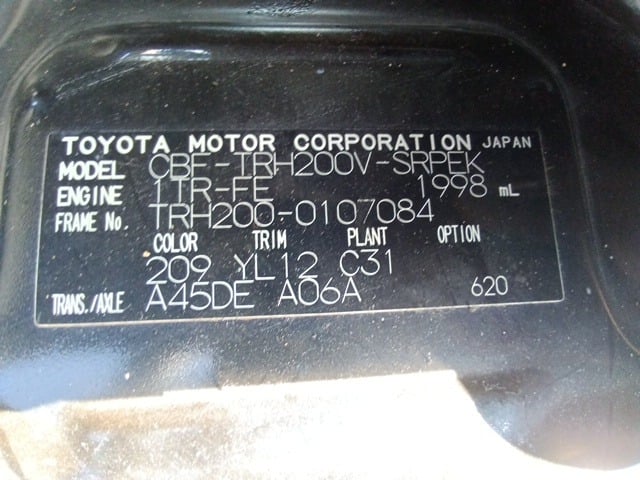 TOYOTA MOTOR CORPORATION JAPAN
MODEL CBF-TRH200V-SRPEK
ENGINE 1TR-FE 1998 mL
FRAME No. TRH200-0107084
COLOR TRIM PLANT OPTION
209 YL12 C31
TRANS./AXLE A45DE A06A 620